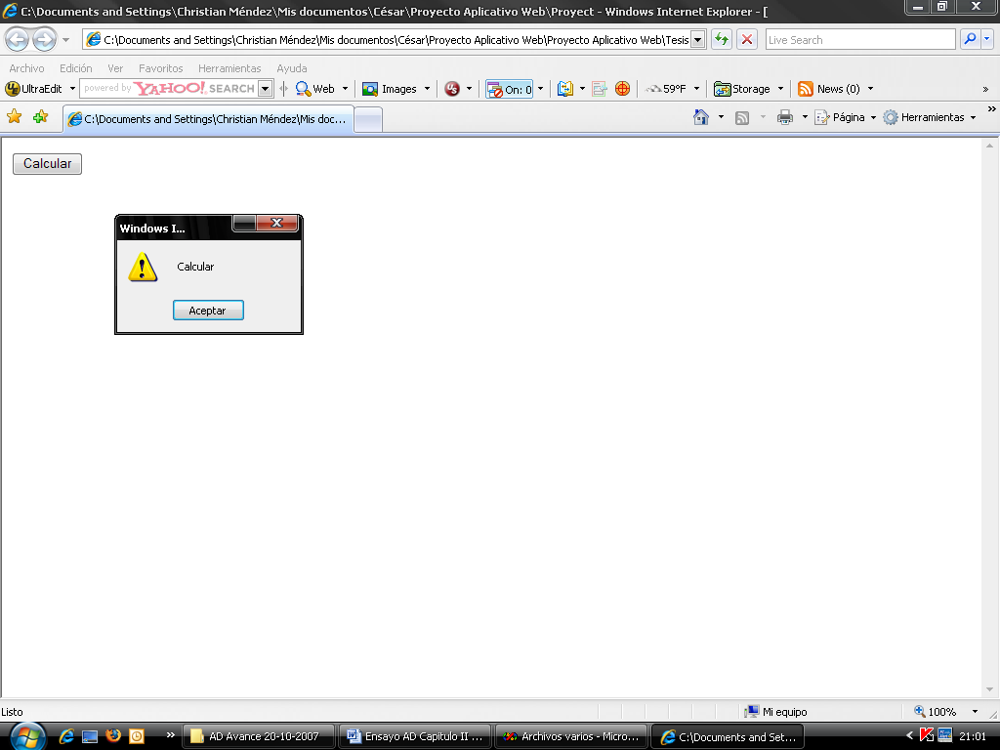 C:\Documents and Settings\Christian Méndez\Mis documentos\César\Proyecto Aplicativo Web\Proyect - Windows Internet Explorer - [
C:\Documents and Settings\Christian Méndez\Mis documentos\César\Proyecto Aplicativo Web\Proyecto Aplicativo Web\Tesis Live Search
Archivo Edición Ver Favoritos Herramientas Ayuda
UltraEdit powered by YAHOO! SEARCH Web Images On: 0 59°F Storage News (0) »
C:\Documents and Settings\Christian Méndez\Mis doc... Página Herramientas »
Calcular
Windows I...
Calcular
Aceptar
Listo Mi equipo 100%
» AD Avance 20-10-2007 Ensayo AD Capitulo II ... Archivos varios - Micro... C:\Documents and Set... < 21:01